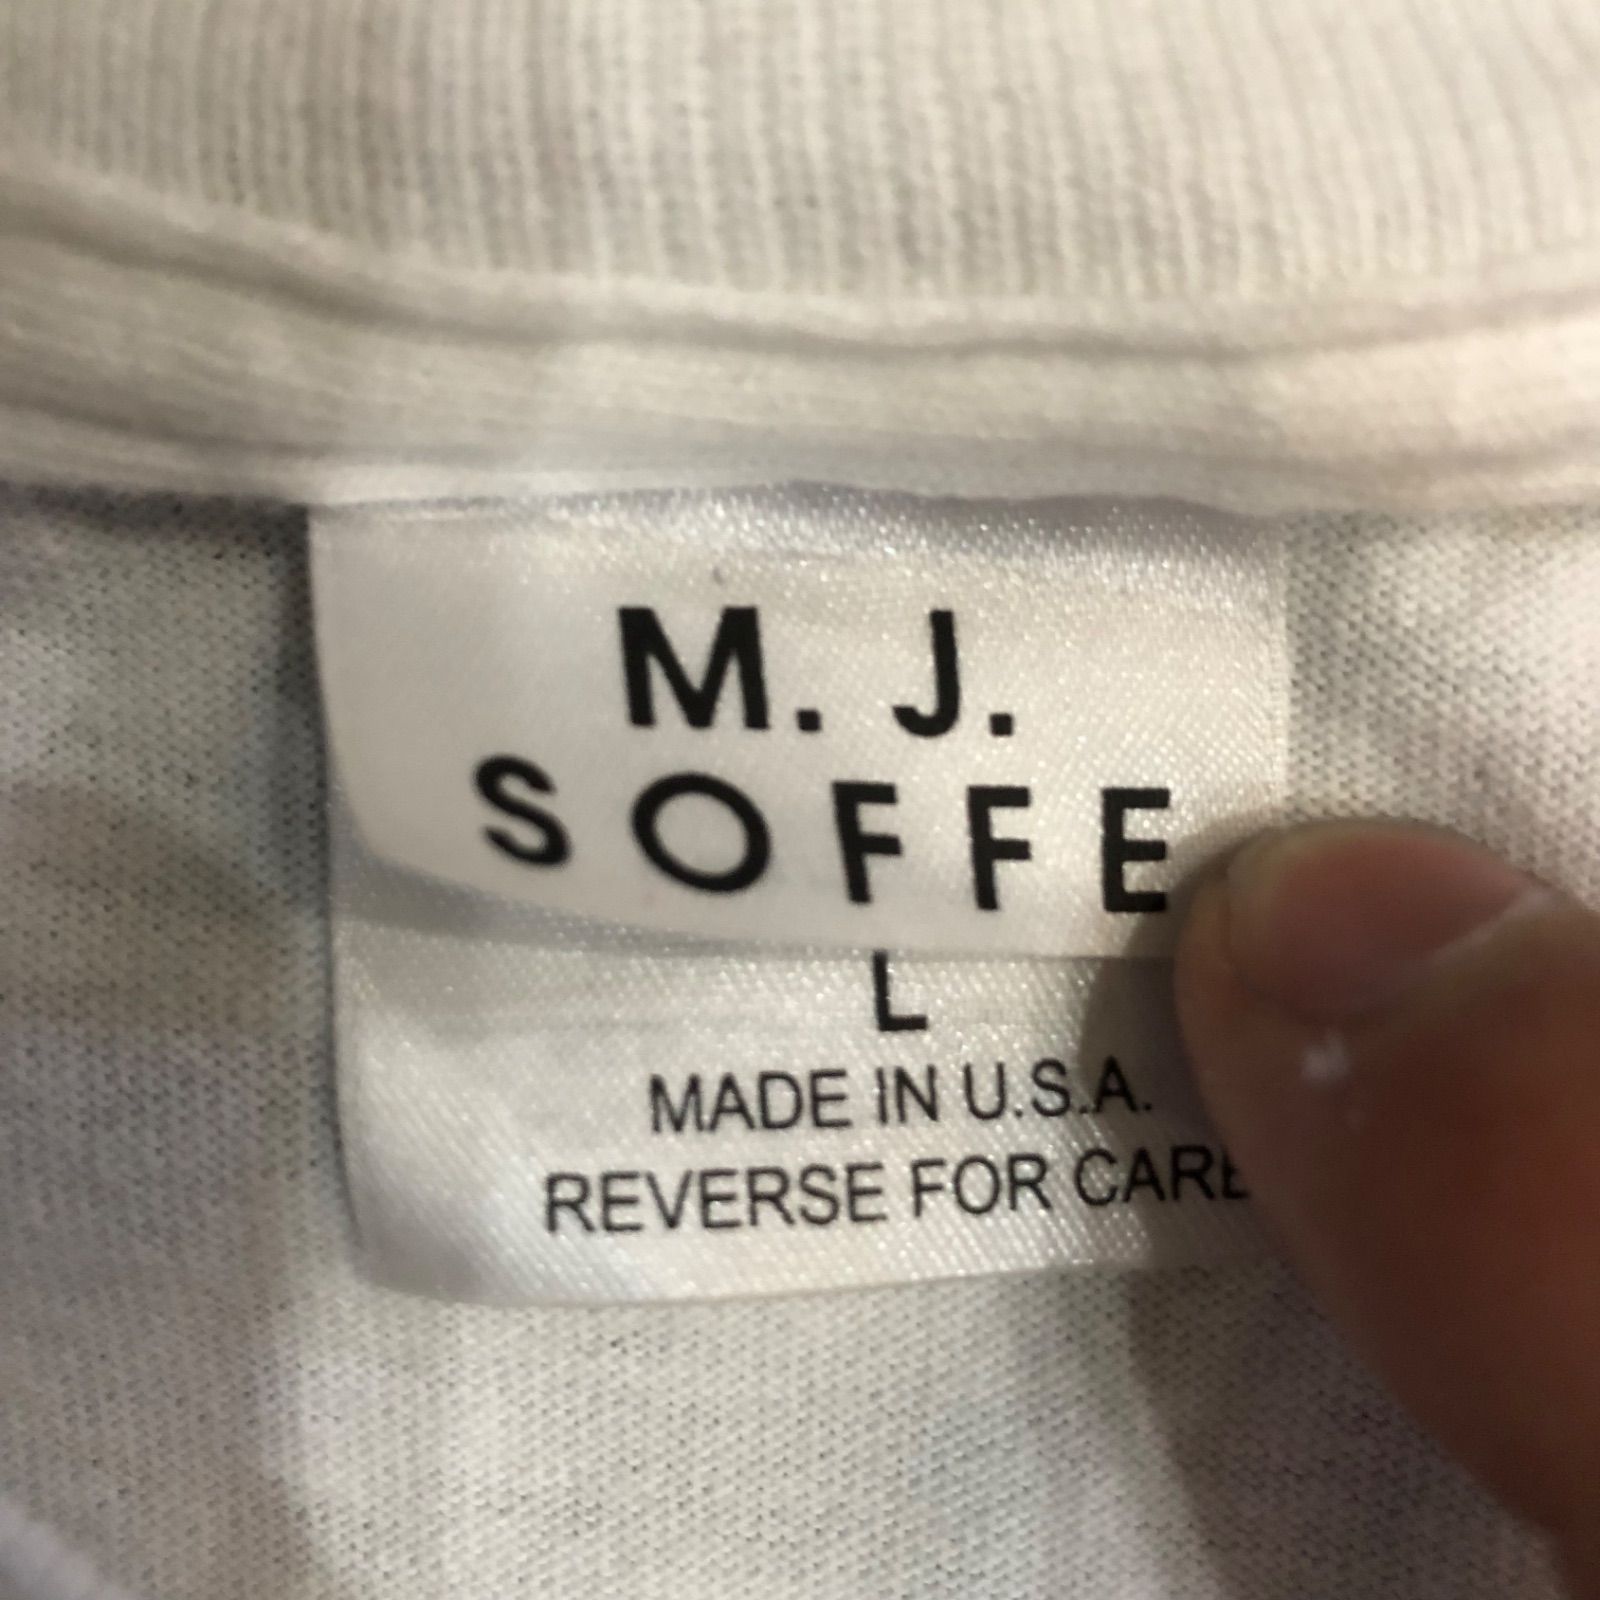 M. J.
SOFFE
L
MADE IN U.S.A.
REVERSE FOR CARE